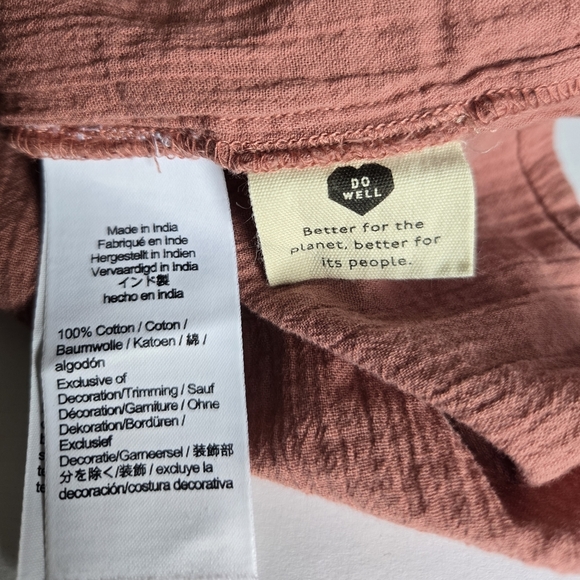 Made in India
Fabriqué en Inde
Hergestellt in Indien
Vervaardigd in India
インド製
hecho en india
100% Cotton / Coton /
Baumwolle / Katoen / 綿 /
algodón
Exclusive of
Decoration/Trimming / Sauf
Décoration/Garniture / Ohne
Dekoration/Bordüren /
Exclusief
Decoratie/Garneersel / 装飾部
分を除く/装飾 / excluye la
decoración/costura decorativa
DO
WELL
Better for the
planet, better for
its people.